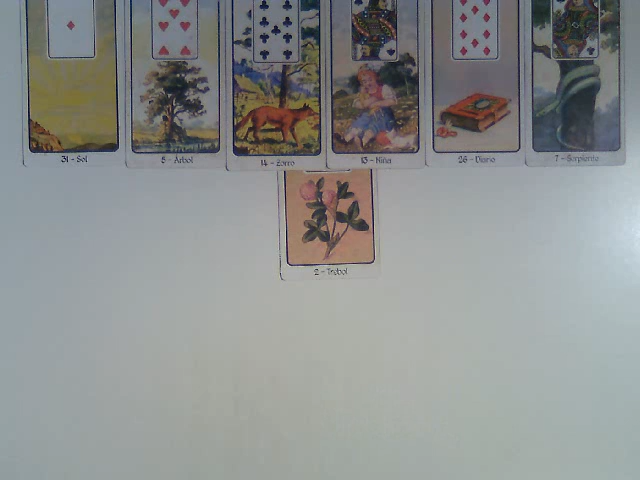 31 - Sol
5 - Árbol
14 - Zorro
13 - Niña
26 - Diario
7 - Serpiente
2 - Trébol